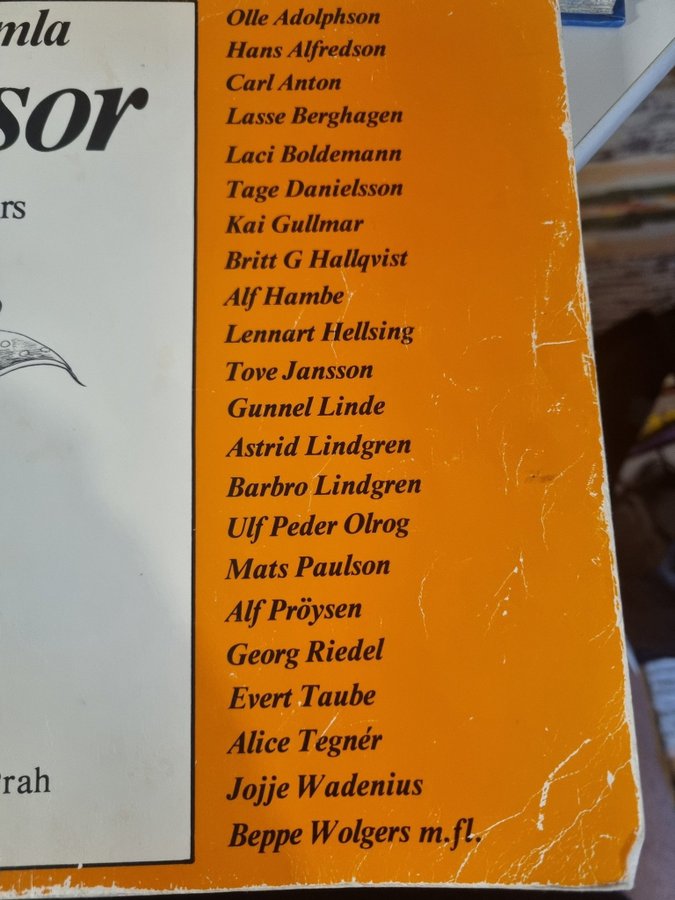 mla
sor
rs
rah
Olle Adolphson
Hans Alfredson
Carl Anton
Lasse Berghagen
Laci Boldemann
Tage Danielsson
Kai Gullmar
Britt G Hallqvist
Alf Hambe
Lennart Hellsing
Tove Jansson
Gunnel Linde
Astrid Lindgren
Barbro Lindgren
Ulf Peder Olrog
Mats Paulson
Alf Pröysen
Georg Riedel
Evert Taube
Alice Tegnér
Jojje Wadenius
Beppe Wolgers m.fl.